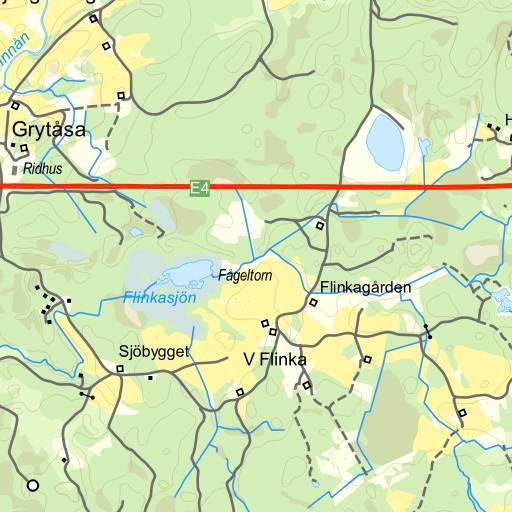 Grytåsa
H
Ridhus
E4
Fågeltorn
Flinkagården
Flinkasjön
Sjöbygget
V Flinka